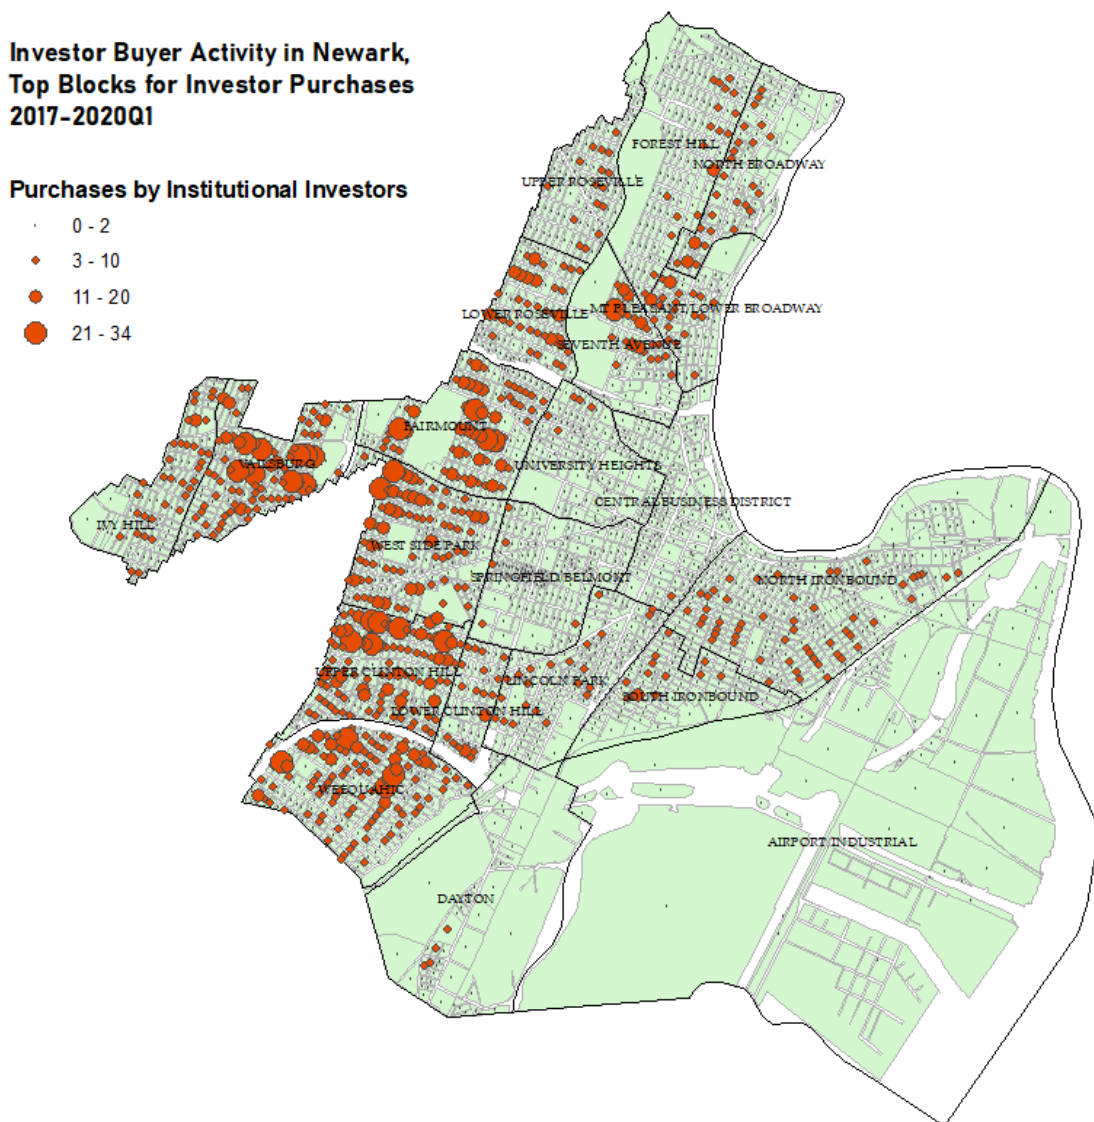 Investor Buyer Activity in Newark,
Top Blocks for Investor Purchases
2017-2020Q1
Purchases by Institutional Investors
0 - 2
3 - 10
11 - 20
21 - 34
FOREST HILL
NORTH BROADWAY
UPPER ROSEVILLE
MT PLEASANT/LOWER BROADWAY
LOWER ROSEVILLE
SEVENTH AVENUE
FAIRMOUNT
VAILSBURG
UNIVERSITY HEIGHTS
CENTRAL BUSINESS DISTRICT
IVY HILL
WEST SIDE PARK
SPRINGFIELD/BELMONT
NORTH IRONBOUND
UPPER CLINTON HILL
LINCOLN PARK
SOUTH IRONBOUND
LOWER CLINTON HILL
WEEQUAHIC
AIRPORT INDUSTRIAL
DAYTON